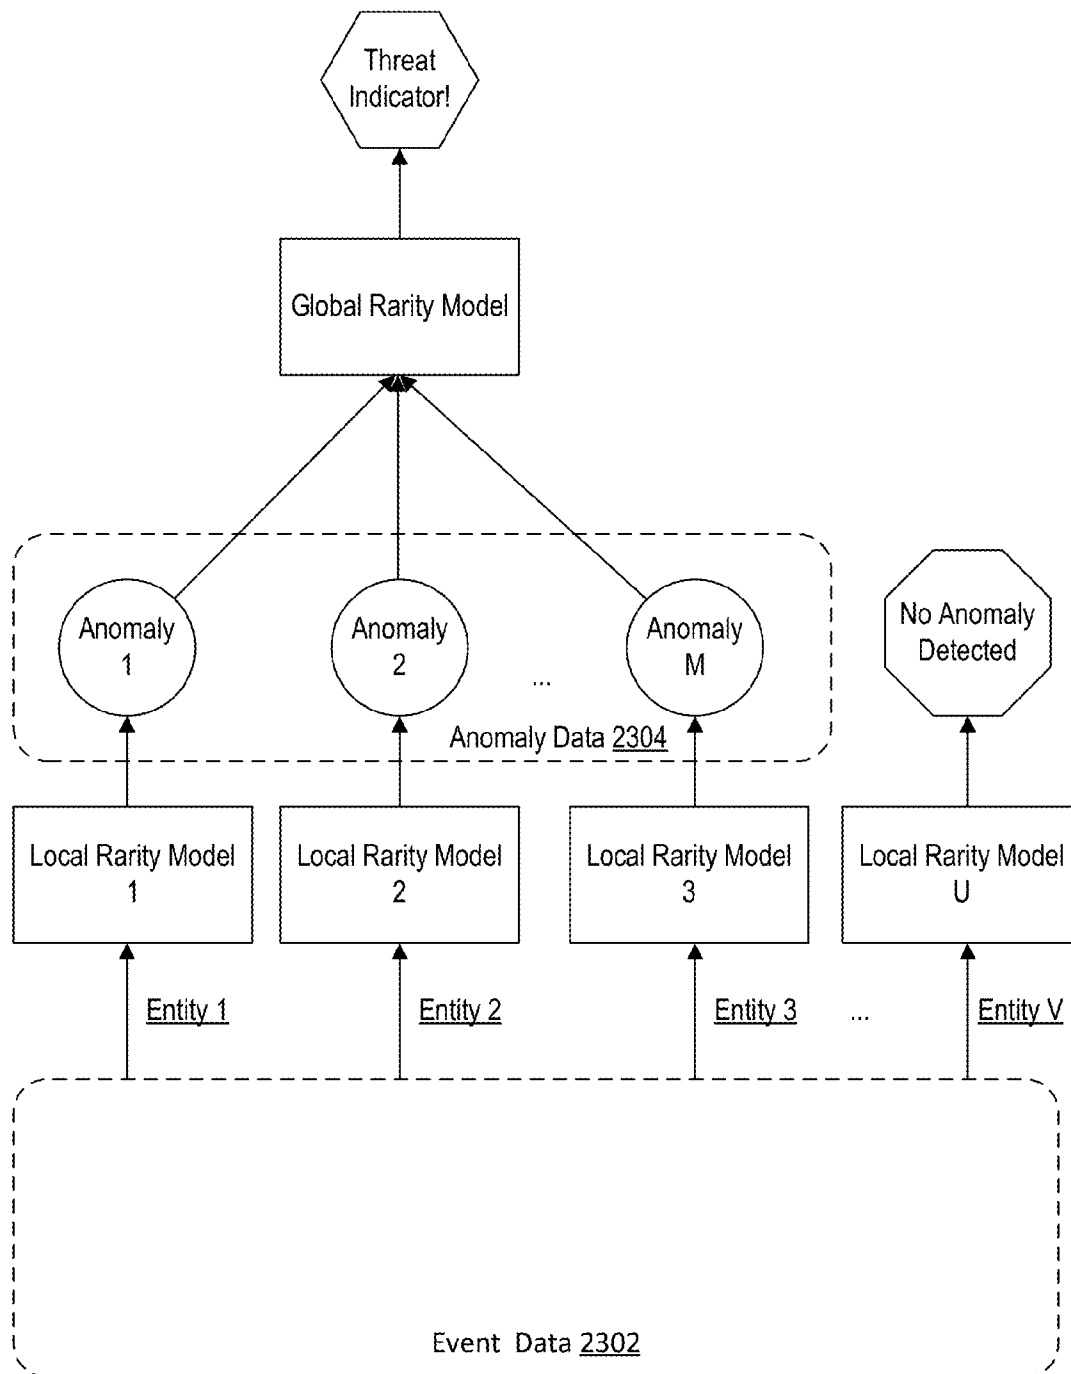 Threat
Indicator!
Global Rarity Model
Anomaly
1
Anomaly
2
...
Anomaly
M
No Anomaly
Detected
Anomaly Data 2304
Local Rarity Model
1
Local Rarity Model
2
Local Rarity Model
3
Local Rarity Model
U
Entity 1
Entity 2
Entity 3
...
Entity V
Event Data 2302